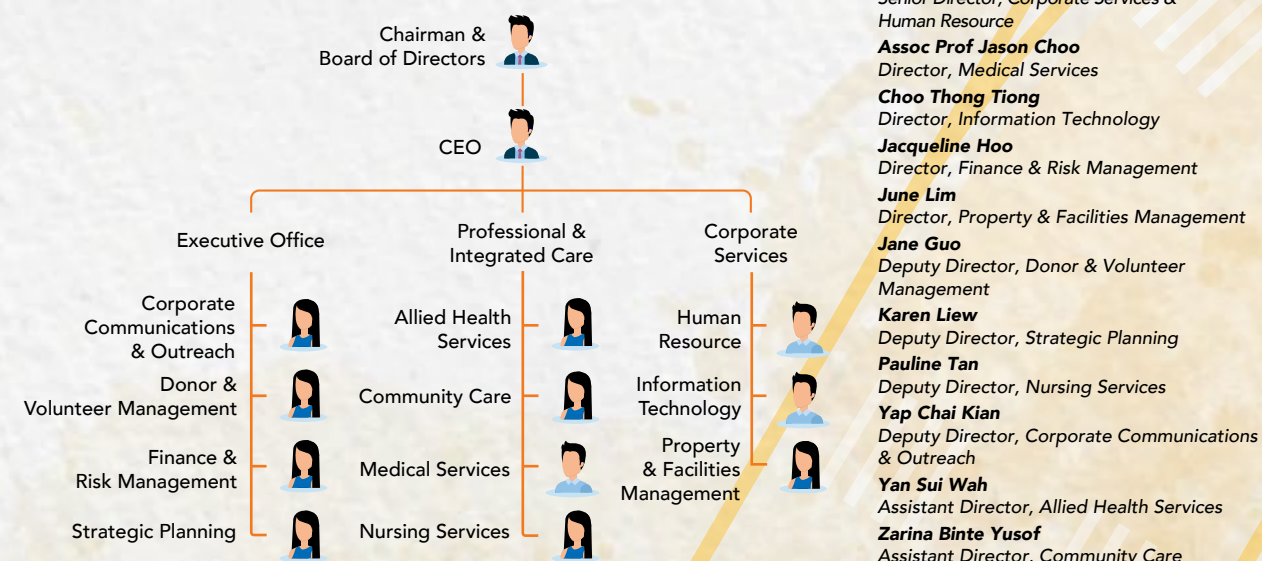 Chairman &
Board of Directors
CEO
Executive Office
Corporate
Communications
& Outreach
Donor &
Volunteer Management
Finance &
Risk Management
Strategic Planning
Professional &
Integrated Care
Allied Health
Services
Community Care
Medical Services
Nursing Services
Corporate
Services
Human
Resource
Information
Technology
Property
& Facilities
Management
Senior Director, Corporate Services &
Human Resource
Assoc Prof Jason Choo
Director, Medical Services
Choo Thong Tiong
Director, Information Technology
Jacqueline Hoo
Director, Finance & Risk Management
June Lim
Director, Property & Facilities Management
Jane Guo
Deputy Director, Donor & Volunteer
Management
Karen Liew
Deputy Director, Strategic Planning
Pauline Tan
Deputy Director, Nursing Services
Yap Chai Kian
Deputy Director, Corporate Communications
& Outreach
Yan Sui Wah
Assistant Director, Allied Health Services
Zarina Binte Yusof
Assistant Director, Community Care